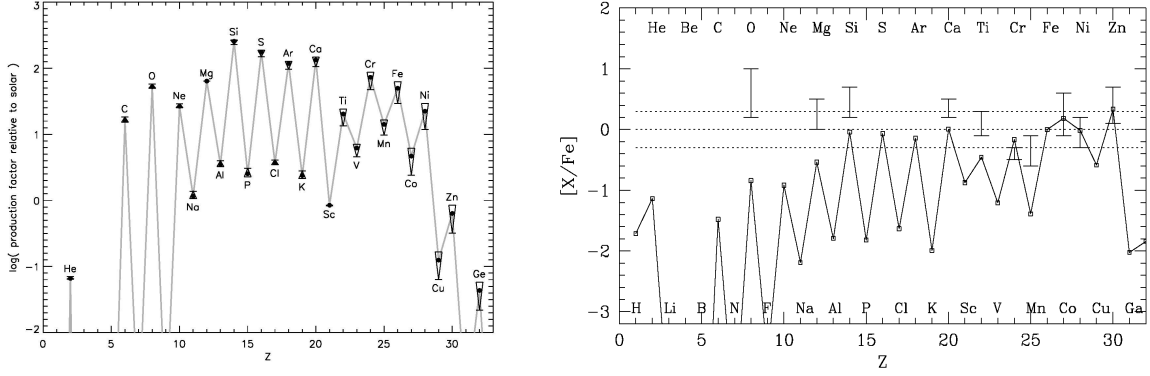 log( production factor relative to solar )
3
2
1
0
-1
-2
He
C
O
Ne
Na
Mg
Al
Si
P
S
Cl
Ar
K
Ca
Sc
Ti
V
Cr
Mn
Fe
Co
Ni
Cu
Zn
Ge
0 5 10 15 20 25 30
Z
[X/Fe]
2
1
0
−1
−2
−3
He Be C O Ne Mg Si S Ar Ca Ti Cr Fe Ni Zn
H Li B N F Na Al P Cl K Sc V Mn Co Cu Ga
0 5 10 15 20 25 30
Z